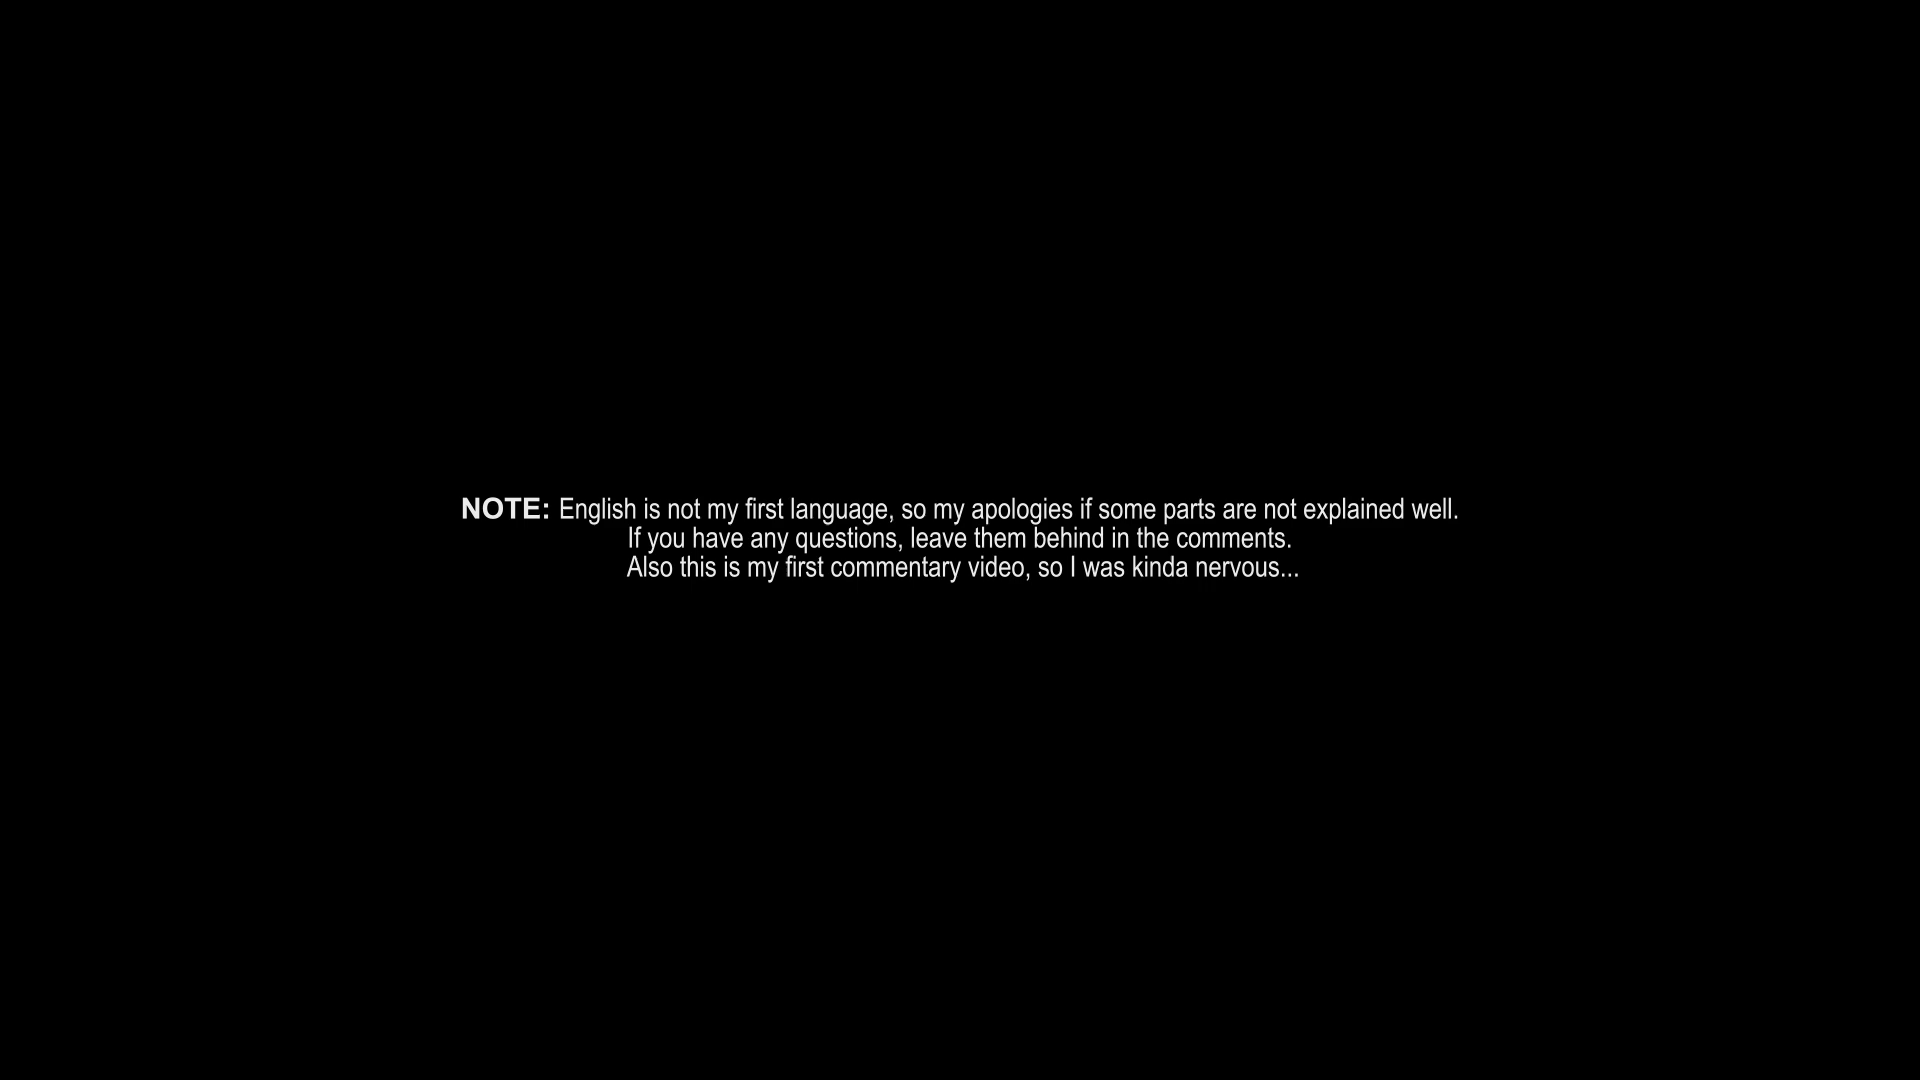 NOTE: English is not my first language, so my apologies if some parts are not explained well.
If you have any questions, leave them behind in the comments.
Also this is my first commentary video, so I was kinda nervous...